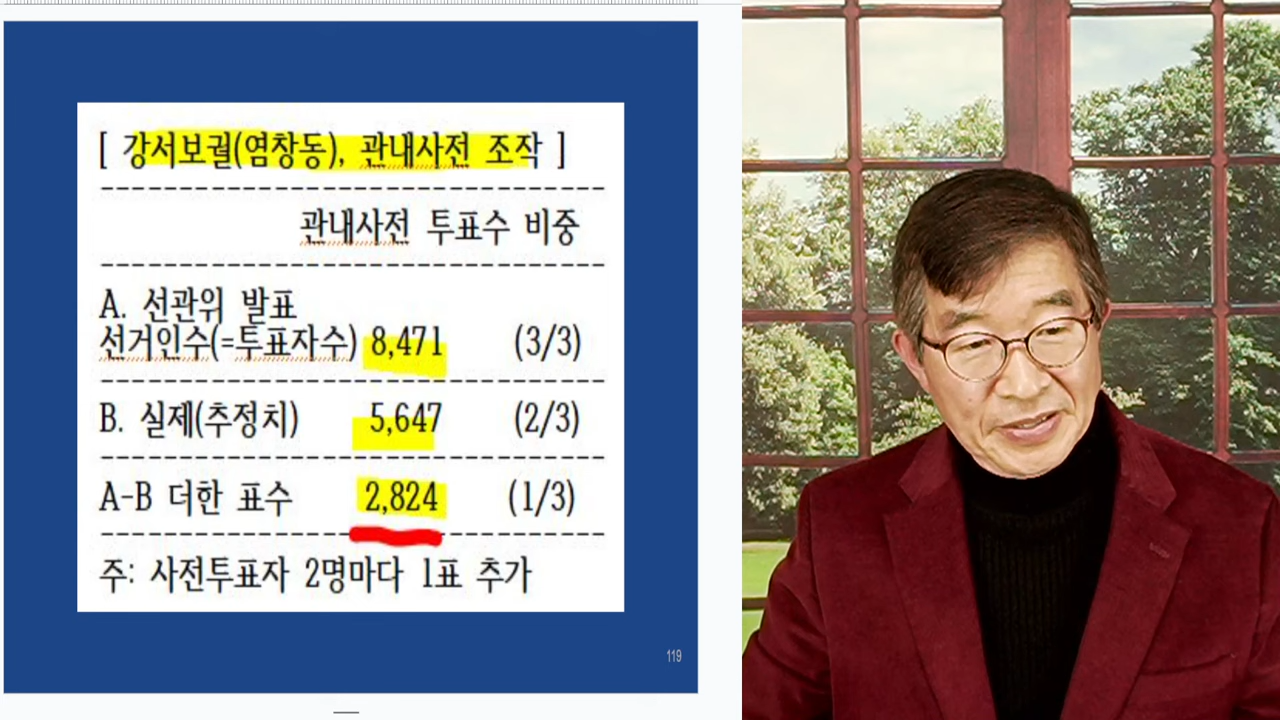 [ 강서보궐(염창동), 관내사전 조작 ]
관내사전 투표수 비중
A. 선관위 발표
선거인수(=투표자수) 8,471 (3/3)
B. 실제(추정치) 5,647 (2/3)
A-B 더한 표수 2,824 (1/3)
주: 사전투표자 2명마다 1표 추가
119